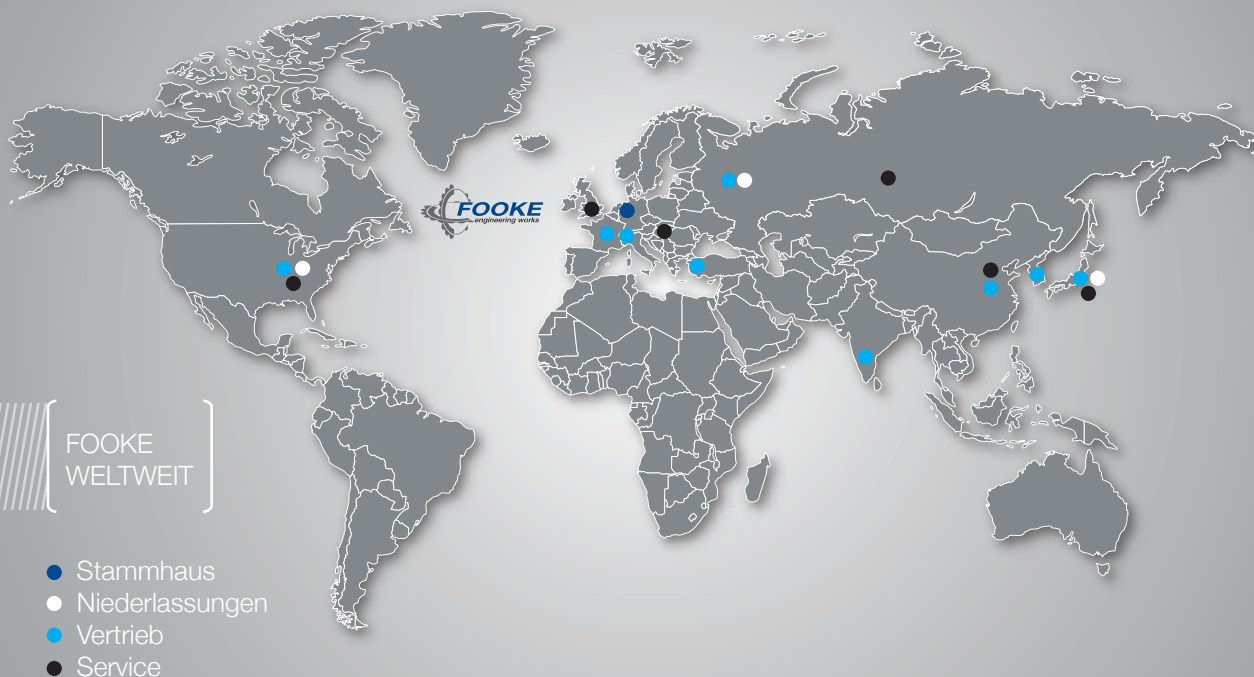 FOOKE
engineering works
FOOKE
WELTWEIT
Stammhaus
Niederlassungen
Vertrieb
Service